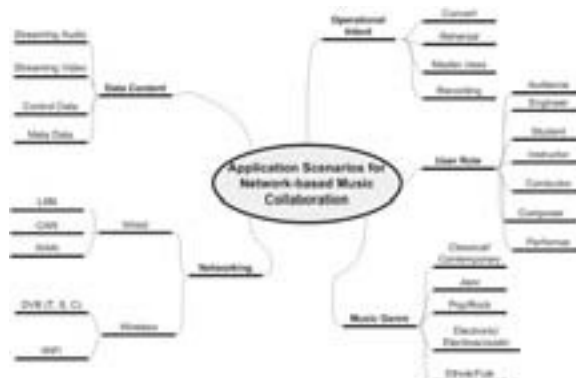 Operational
Intent
Concert
Rehearsal
Recording
Streaming Audio
Streaming Video
Data Content
Control Data
Meta Data
Audience
Engineer
Student
User Role
Instructor
Conductor
Composer
Performer
Application Scenarios for
Network-based Music
Collaboration
LAN
CAN
WAN
Wired
Networking
DVB (T, S, C)
Wireless
WiFi
Classical/
Contemporary
Jazz
Pop/Rock
Music Genre
Electronic/
Electroacoustic
Ethnic/Folk